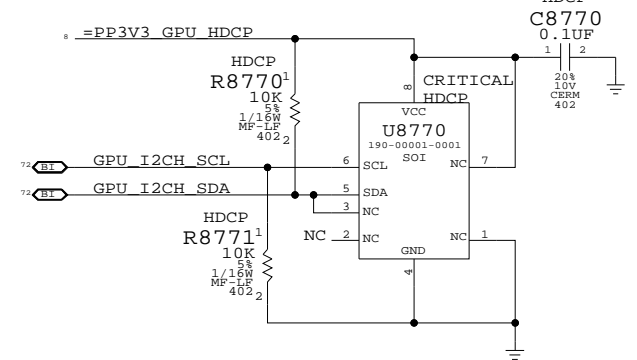 HDCP
C8770
0.1UF
1 2
20%
10V
CERM
402
8 =PP3V3_GPU_HDCP
HDCP
R8770 1
10K
5%
1/16W
MF-LF
402 2
8
CRITICAL
HDCP
VCC
U8770
190-00001-0001
SOI
72 BI GPU_I2CH_SCL 6 SCL NC 7
72 BI GPU_I2CH_SDA 5 SDA
3 NC
HDCP
R8771 1
10K
5%
1/16W
MF-LF
402 2
NC 2 NC NC 1
GND
4